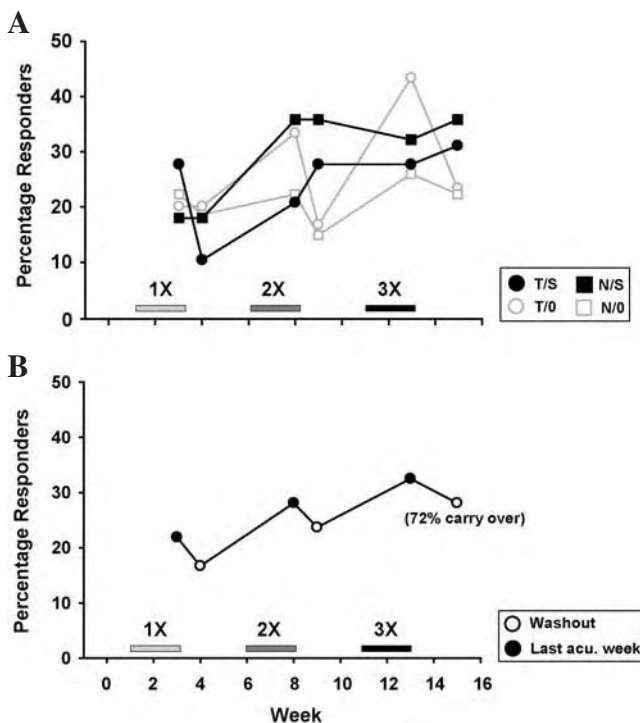 A
Percentage Responders
50
40
30
20
10
0
1X 2X 3X
T/S N/S
T/0 N/0
B
Percentage Responders
50
40
30
20
10
0
(72% carry over)
1X 2X 3X
0 2 4 6 8 10 12 14 16
Week
Washout
Last acu. week